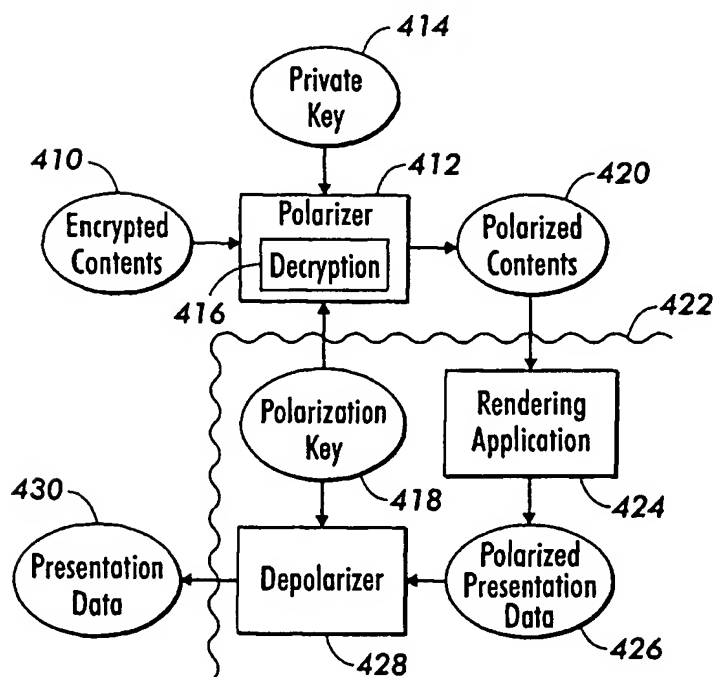 414
Private
Key
410
412
420
Encrypted
Contents
Polarizer
Decryption
Polarized
Contents
416
422
Polarization
Key
Rendering
Application
418
424
430
Presentation
Data
Depolarizer
Polarized
Presentation
Data
428
426